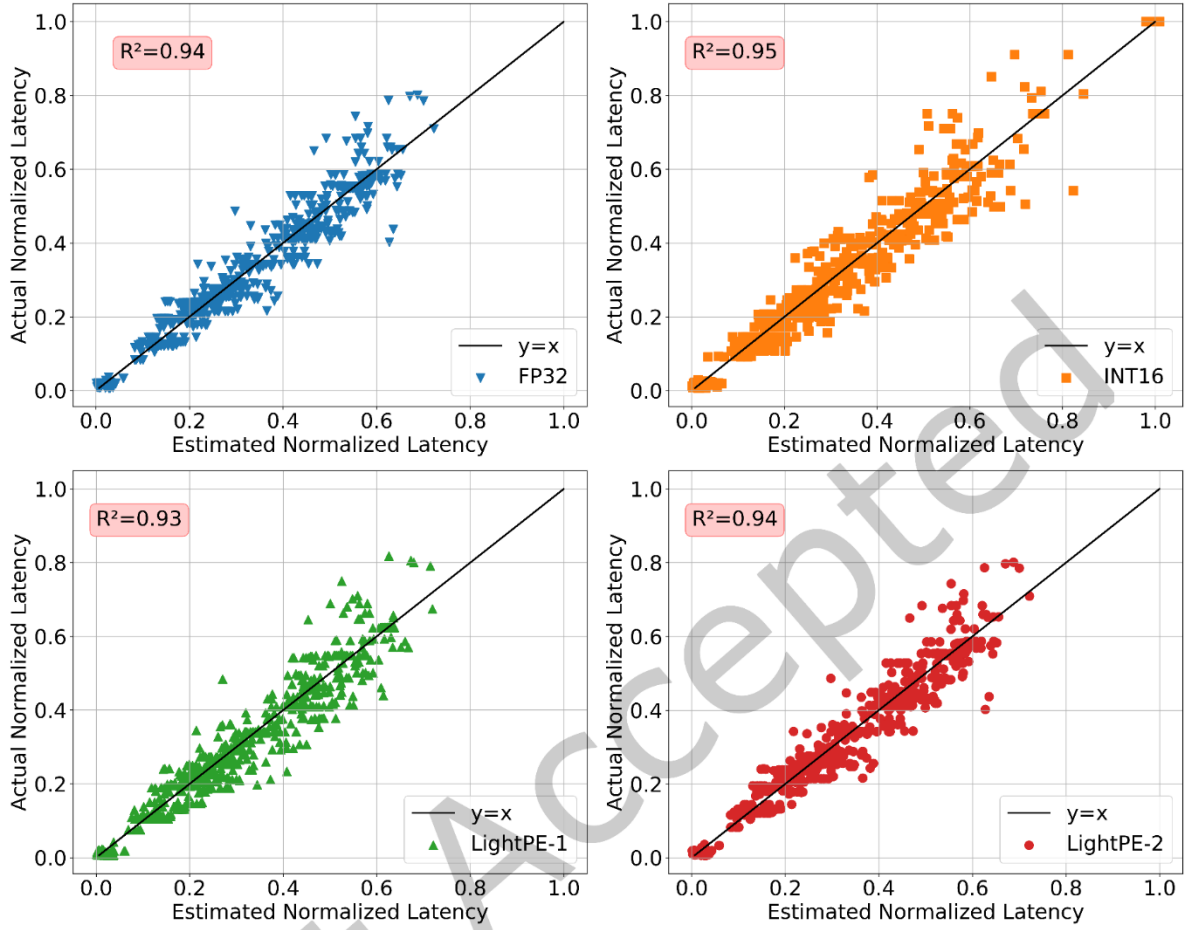 R²=0.94
Actual Normalized Latency
1.0
0.8
0.6
0.4
0.2
0.0
y=x
FP32
0.0 0.2 0.4 0.6 0.8 1.0
Estimated Normalized Latency
R²=0.95
Actual Normalized Latency
1.0
0.8
0.6
0.4
0.2
0.0
y=x
INT16
0.0 0.2 0.4 0.6 0.8 1.0
Estimated Normalized Latency
R²=0.93
Actual Normalized Latency
1.0
0.8
0.6
0.4
0.2
0.0
y=x
LightPE-1
0.0 0.2 0.4 0.6 0.8 1.0
Estimated Normalized Latency
R²=0.94
Actual Normalized Latency
1.0
0.8
0.6
0.4
0.2
0.0
y=x
LightPE-2
0.0 0.2 0.4 0.6 0.8 1.0
Estimated Normalized Latency
Accepted